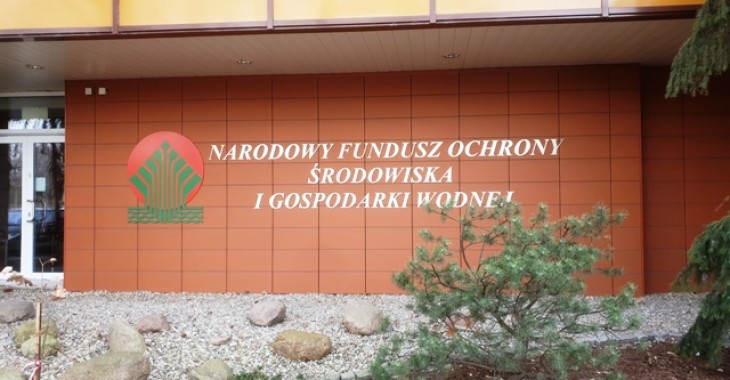 NARODOWY FUNDUSZ OCHRONY
ŚRODOWISKA
I GOSPODARKI WODNEJ